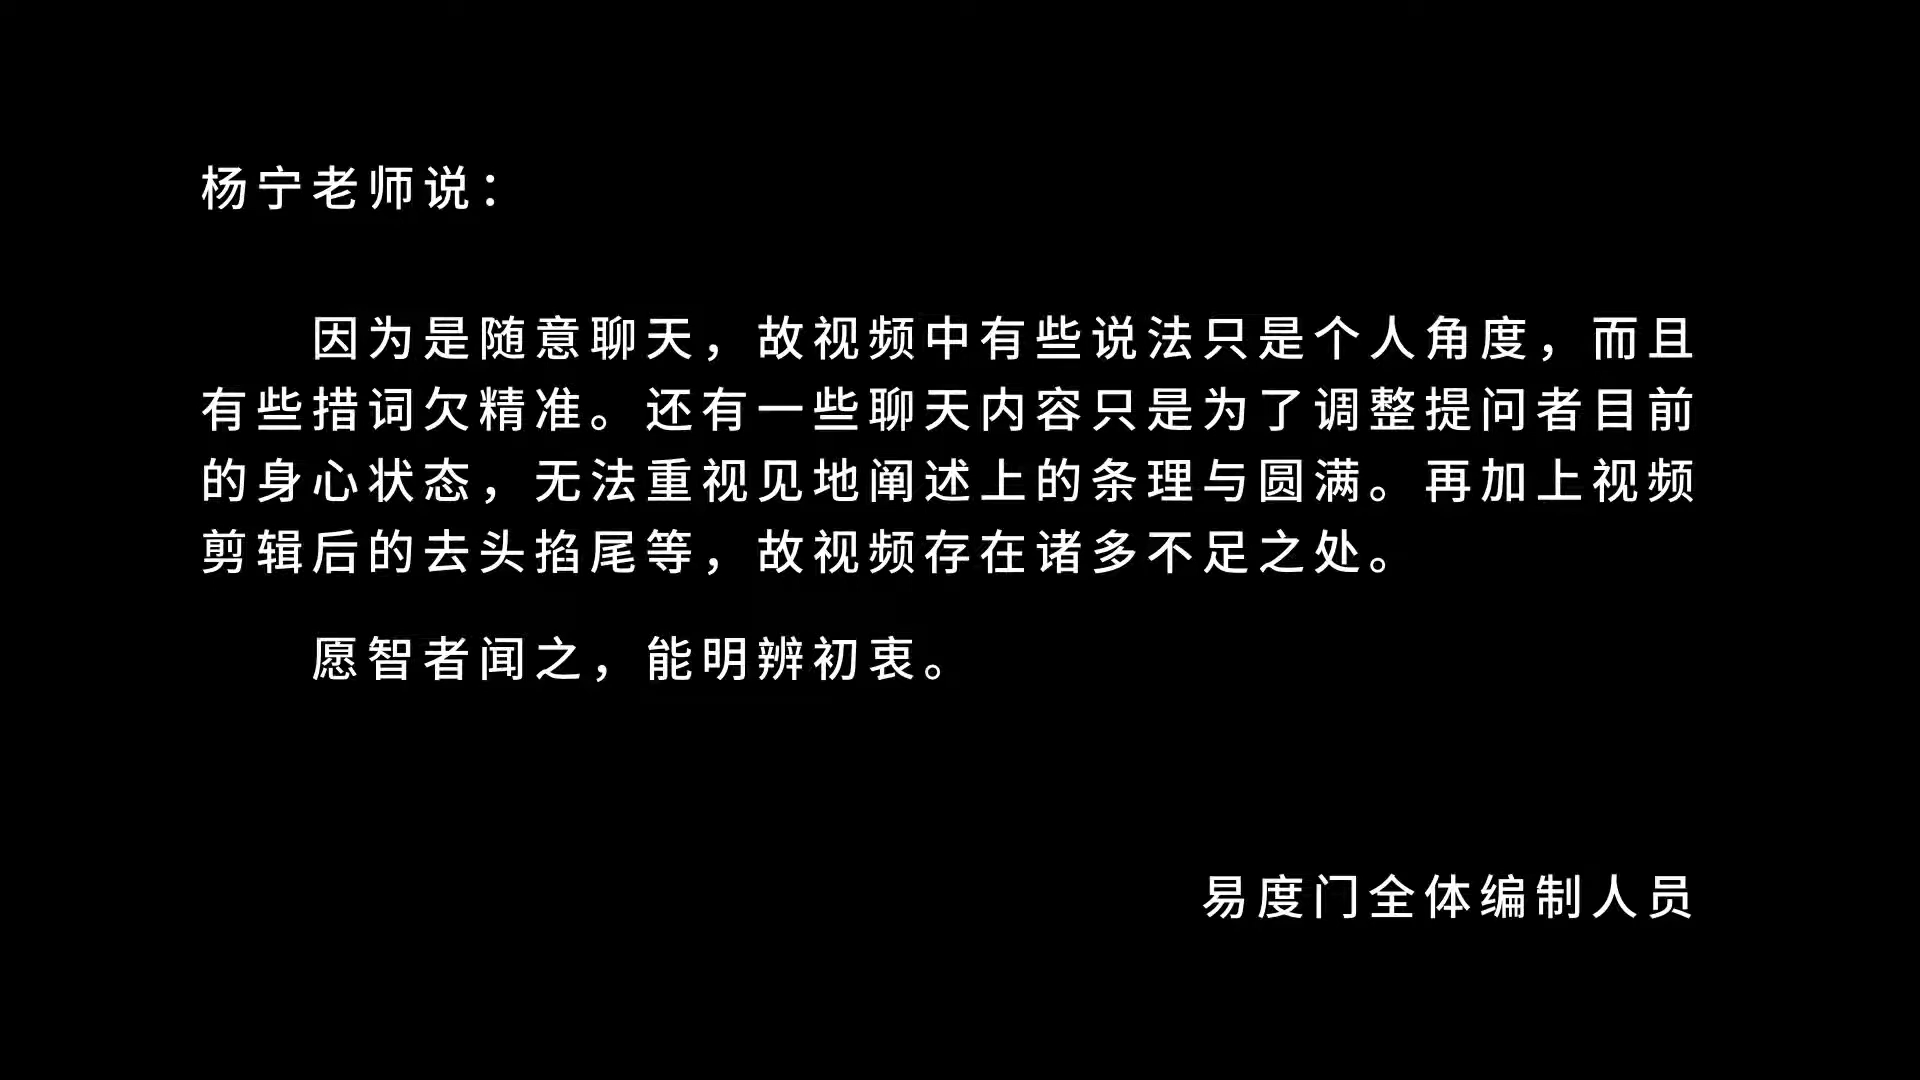 杨宁老师说：
因为是随意聊天，故视频中有些说法只是个人角度，而且
有些措词欠精准。还有一些聊天内容只是为了调整提问者目前
的身心状态，无法重视见地阐述上的条理与圆满。再加上视频
剪辑后的去头掐尾等，故视频存在诸多不足之处。
愿智者闻之，能明辨初衷。
易度门全体编制人员